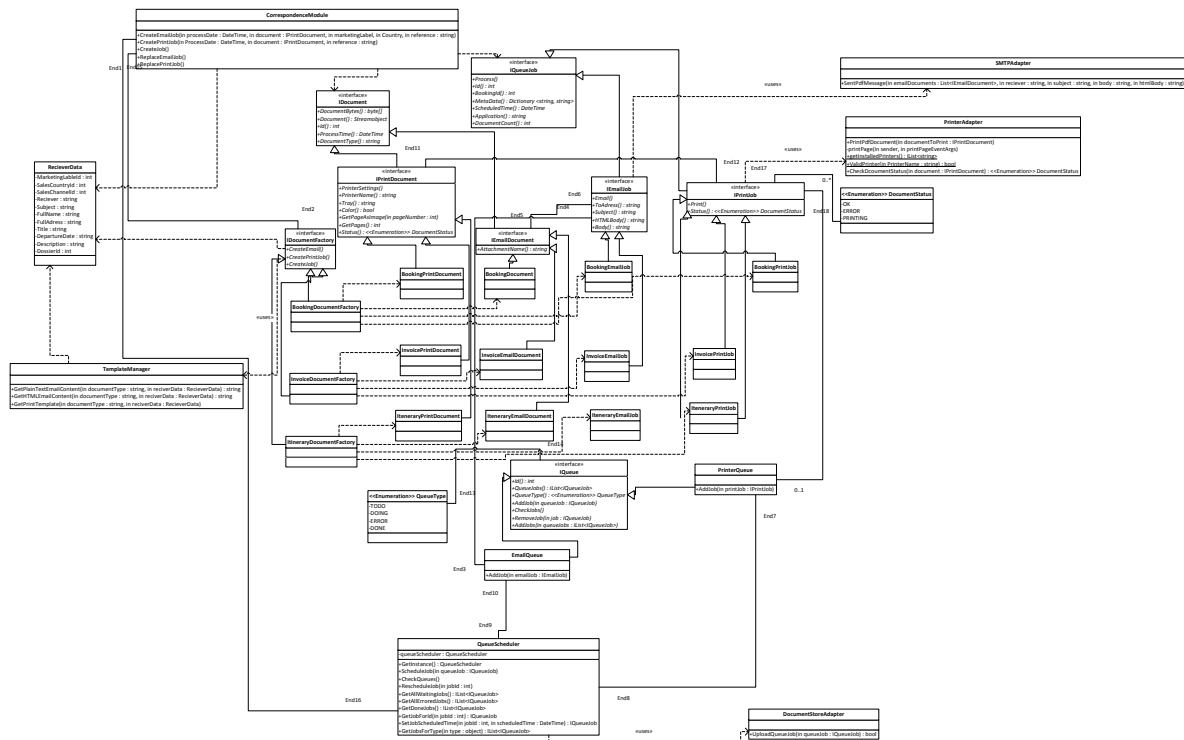 CorrespondenceModule
+CreateEmailJob(in processDate : DateTime, in document : IPrintDocument, in marketingLabel, in Country, in reference : string)
+CreatePrintJob(in ProcessDate : DateTime, in document : IPrintDocument, in reference : string)
+CreateJob()
+ReplaceEmailJob()
+ReplacePrintJob()
End1
«interface»
IQueueJob
+Process()
+Id() : int
+BookingId() : int
+MetaData() : Dictionary <string, string>
+ScheduledTime() : DateTime
+Application() : string
+DocumentCount() : int
SMTPAdapter
+SentPdfMessage(in emailDocuments : List<IEmailDocument>, in reciever : string, in subject : string, in body : string, in htmlBody : string)
«uses»
«interface»
IDocument
+DocumentBytes() : byte[]
+Document() : Streamobject
+Id() : int
+ProcessTime() : DateTime
+DocumentType() : string
PrinterAdapter
+PrintPdfDocument(in documentToPrint : IPrintDocument)
-printPage(in sender, in printPageEventArgs)
+getInstalledPrinters() : IList<string>
+ValidPrinter(in PrinterName : string) : bool
+CheckDcoumentStatus(in document : IPrintDocument) : <<Enumeration>> DocumentStatus
«uses»
End11
End12
End17
RecieverData
-MarketingLableId : int
-SalesCountryId : int
-SalesChannelId : int
-Reciever : string
-Subject : string
-FullName : string
-FullAdress : string
-Title : string
-DepartureDate : string
-Description : string
-DossierId : int
«interface»
IPrintDocument
+PrinterSettings()
+PrinterName() : string
+Tray() : string
+Color() : bool
+GetPageAsImage(in pageNumber : int)
+GetPages() : int
+Status() : <<Enumeration>> DocumentStatus
«interface»
IEmailJob
+Email()
+ToAdress() : string
+Subject() : string
+HTMLBody() : string
+Body() : string
«interface»
IPrintJob
+Print()
+Status() : <<Enumeration>> DocumentStatus
0..*
<<Enumeration>> DocumentStatus
-OK
-ERROR
-PRINTING
End6
End4
End5
End2
End18
«interface»
IDocumentFactory
+CreateEmail()
+CreatePrintJob()
+CreateJob()
«interface»
IEmailDocument
+AttachmentName() : string
BookingPrintDocument
BookingDocument
BookingEmailJob
BookingPrintJob
BookingDocumentFactory
«uses»
InvoicePrintDocument
InvoiceEmailDocument
InvoiceEmailJob
InvoicePrintJob
TemplateManager
+GetPlainTextEmailContent(in documentType : string, in reciverData : RecieverData) : string
+GetHTMLEmailContent(in documentType : string, in reciverData : RecieverData) : string
+GetPrintTemplate(in documentType : string, in reciverData : RecieverData)
InvoiceDocumentFactory
IteneraryPrintDocument
IteneraryEmailDocument
IteneraryEmailJob
IteneraryPrintJob
ItineraryDocumentFactory
«interface»
IQueue
+Id() : int
+QueueJobs() : IList<IQueueJob>
+QueueType() : <<Enumeration>> QueueType
+AddJob(in queueJob : IQueueJob)
+CheckJobs()
+RemoveJob(in job : IQueueJob)
+AddJobs(in queueJobs : IList<IQueueJob>)
PrinterQueue
+AddJob(in printJob : IPrintJob)
0..1
End13
<<Enumeration>> QueueType
-TODO
-DOING
-ERROR
-DONE
End7
EmailQueue
+AddJob(in emailJob : IEmailJob)
End3
End10
End9
QueueScheduler
-queueScheduler : QueueScheduler
+GetInstance() : QueueScheduler
+ScheduleJob(in queueJob : IQueueJob)
+CheckQueues()
+RescheduleJob(in jobId : int)
+GetAllWaitingJobs() : IList<IQueueJob>
+GetAllErroredJobs() : IList<IQueueJob>
+GetDoneJobs() : IList<IQueueJob>
+GetJobForId(in jobId : int) : IQueueJob
+SetJobScheduledTime(in jobId : int, in scheduledTime : DateTime) : IQueueJob
+GetJobsForType(in type : object) : IList<IQueueJob>
End16
End8
«uses»
DocumentStoreAdapter
+UploadQueueJob(in queueJob : IQueueJob) : bool